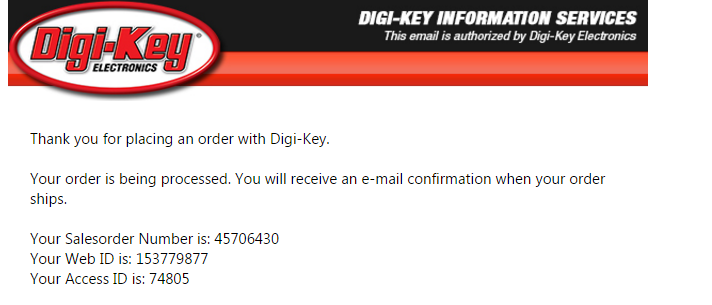 Digi-Key®
ELECTRONICS
DIGI-KEY INFORMATION SERVICES
This email is authorized by Digi-Key Electronics
Thank you for placing an order with Digi-Key.
Your order is being processed. You will receive an e-mail confirmation when your order
ships.
Your Salesorder Number is: 45706430
Your Web ID is: 153779877
Your Access ID is: 74805